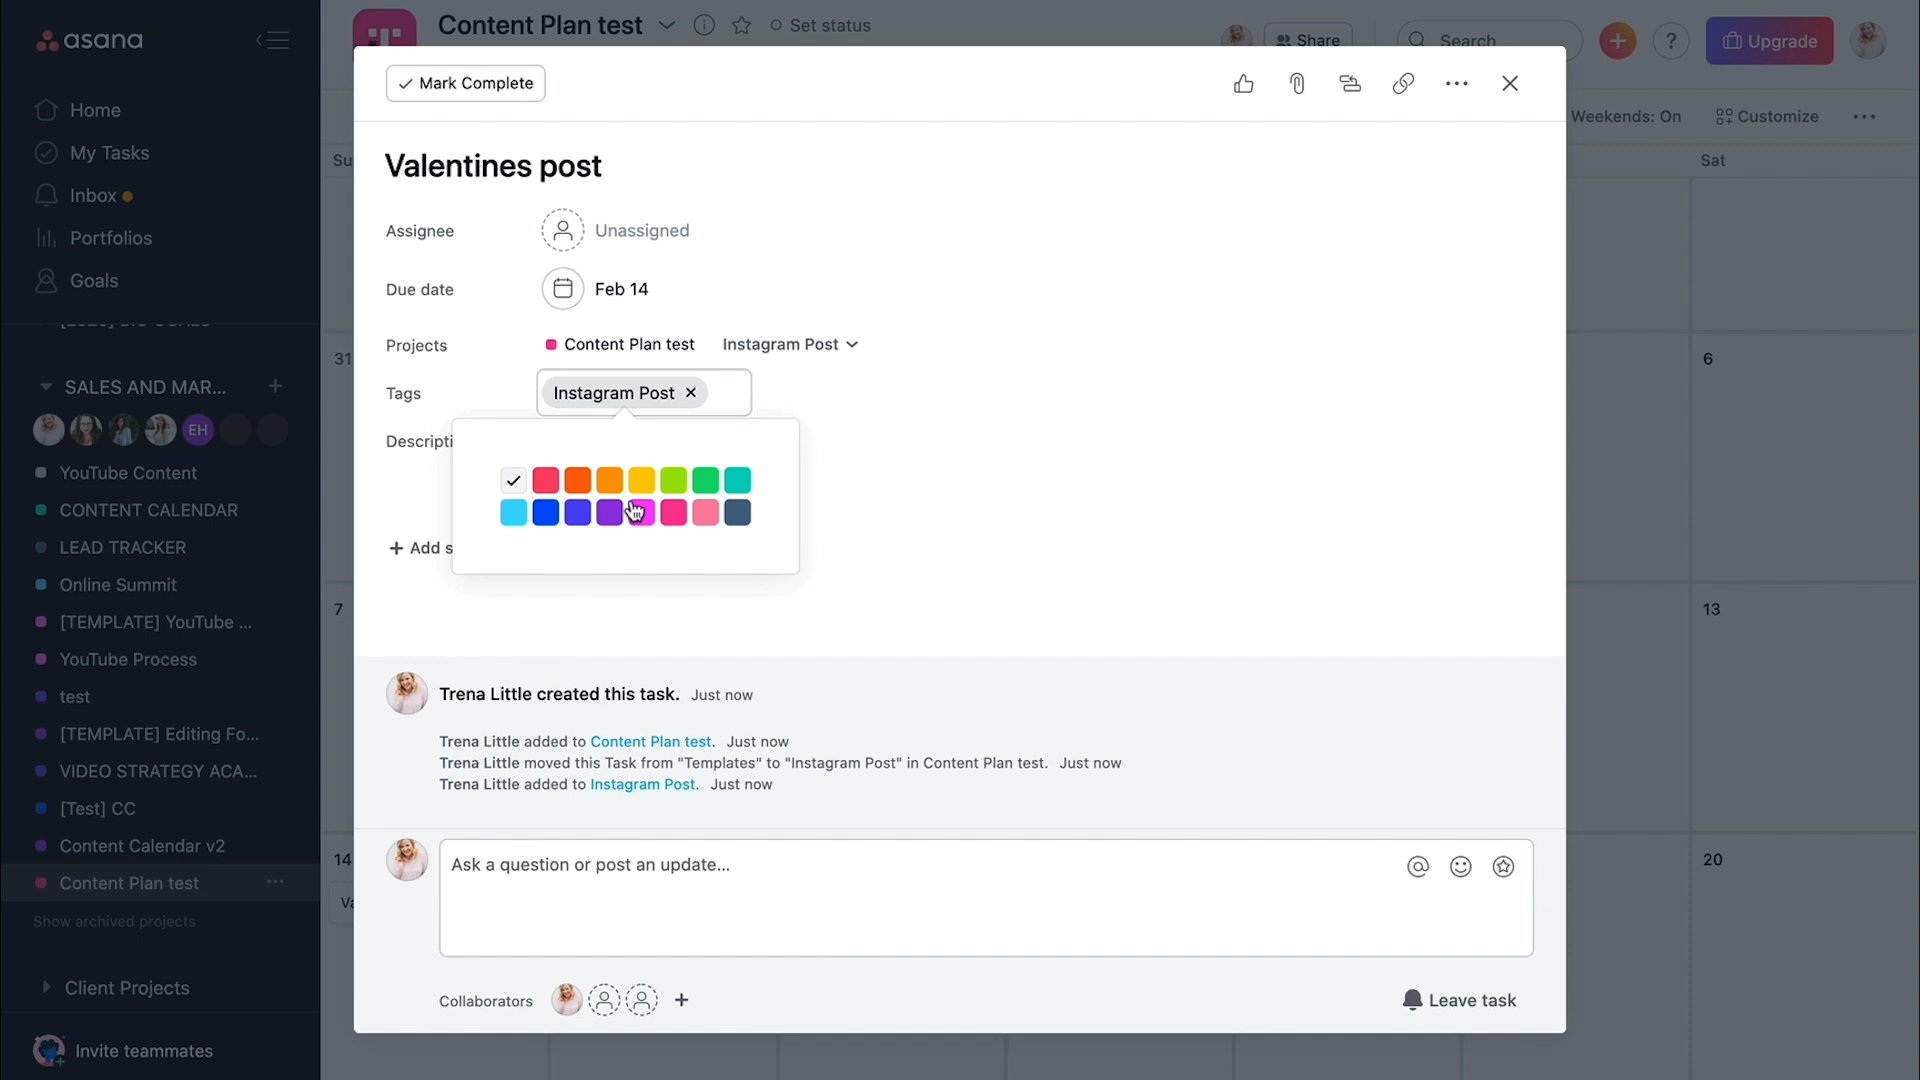 asana
Home
My Tasks
Inbox
Portfolios
Goals
SALES AND MAR...
EH
YouTube Content
CONTENT CALENDAR
LEAD TRACKER
Online Summit
[TEMPLATE] YouTube ...
YouTube Process
test
[TEMPLATE] Editing Fo...
VIDEO STRATEGY ACA...
[Test] CC
Content Calendar v2
Content Plan test
Show archived projects
Client Projects
Invite teammates
Content Plan test
Set status
Share
Search
?
Upgrade
Weekends: On
Customize
Su
Sat
31
6
7
13
14
20
Va
Mark Complete
Valentines post
Assignee
Unassigned
Due date
Feb 14
Projects
Content Plan test
Instagram Post
Tags
Instagram Post
Descripti
+ Add s
Trena Little created this task. Just now
Trena Little added to Content Plan test. Just now
Trena Little moved this Task from "Templates" to "Instagram Post" in Content Plan test. Just now
Trena Little added to Instagram Post. Just now
Ask a question or post an update...
Collaborators
Leave task